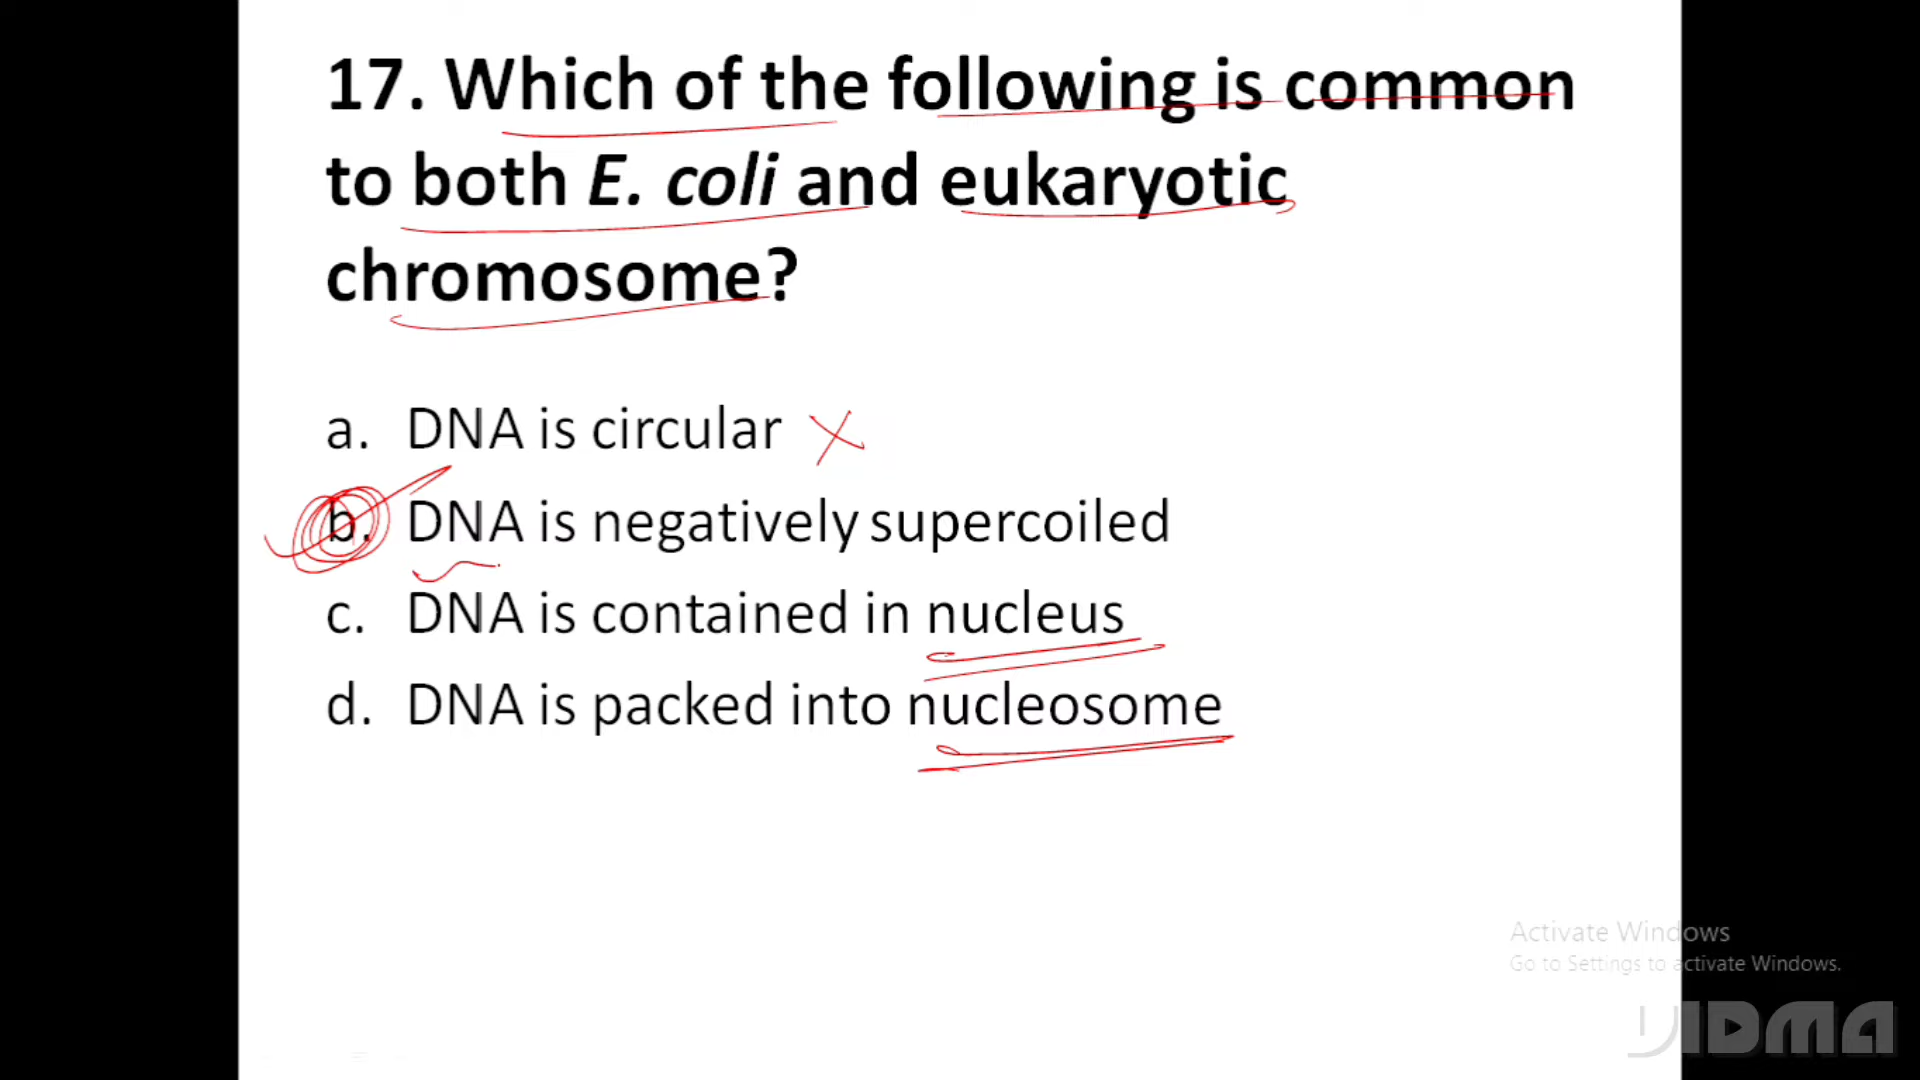 17. Which of the following is common
to both E. coli and eukaryotic
chromosome?
a. DNA is circular
b. DNA is negatively supercoiled
c. DNA is contained in nucleus
d. DNA is packed into nucleosome
Activate Windows
Go to Settings to activate Windows.
VIDMA